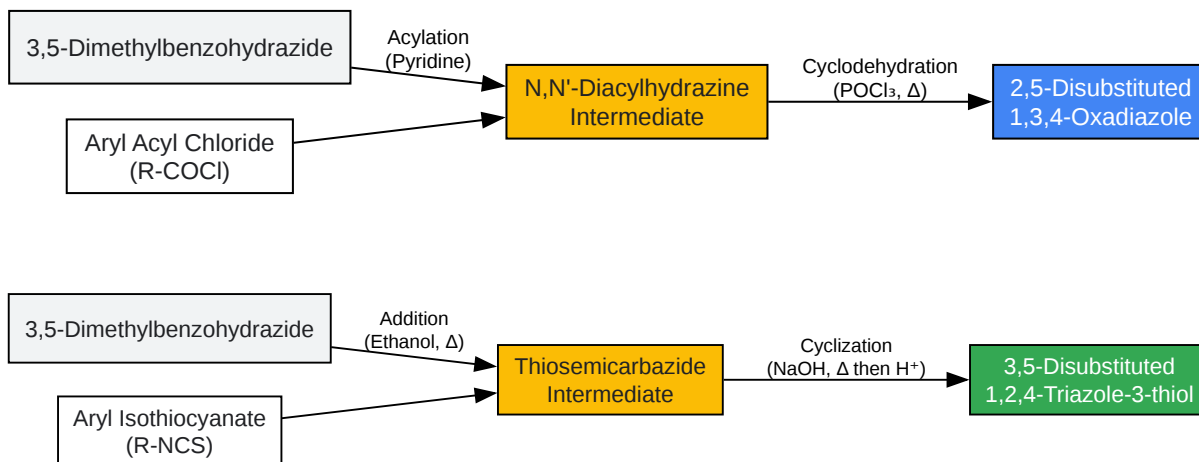 3,5-Dimethylbenzohydrazide
Acylation
(Pyridine)
Aryl Acyl Chloride
(R-COCl)
N,N'-Diacylhydrazine
Intermediate
Cyclodehydration
(POCl₃, Δ)
2,5-Disubstituted
1,3,4-Oxadiazole
3,5-Dimethylbenzohydrazide
Addition
(Ethanol, Δ)
Aryl Isothiocyanate
(R-NCS)
Thiosemicarbazide
Intermediate
Cyclization
(NaOH, Δ then H⁺)
3,5-Disubstituted
1,2,4-Triazole-3-thiol